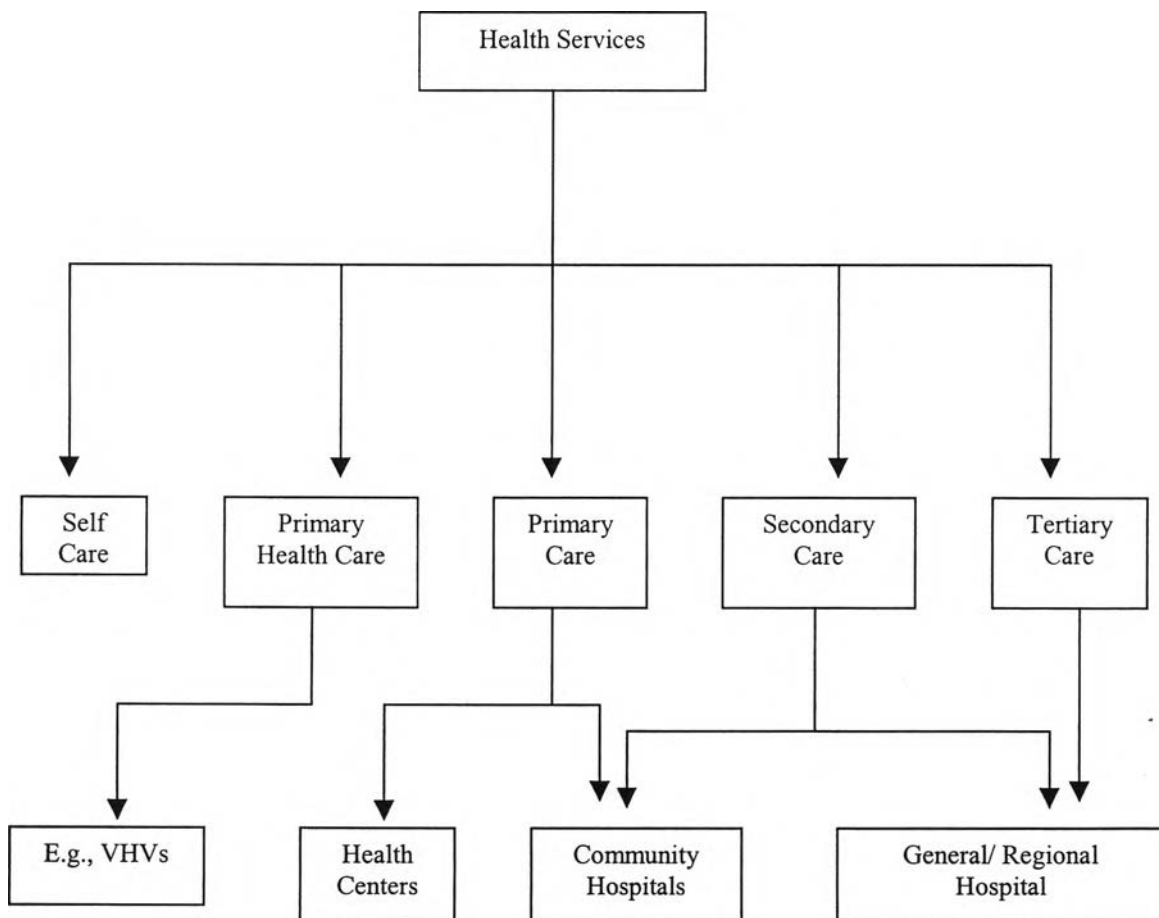 Health Services
Self
Care
Primary
Health Care
Primary
Care
Secondary
Care
Tertiary
Care
E.g., VHVs
Health
Centers
Community
Hospitals
General/ Regional
Hospital